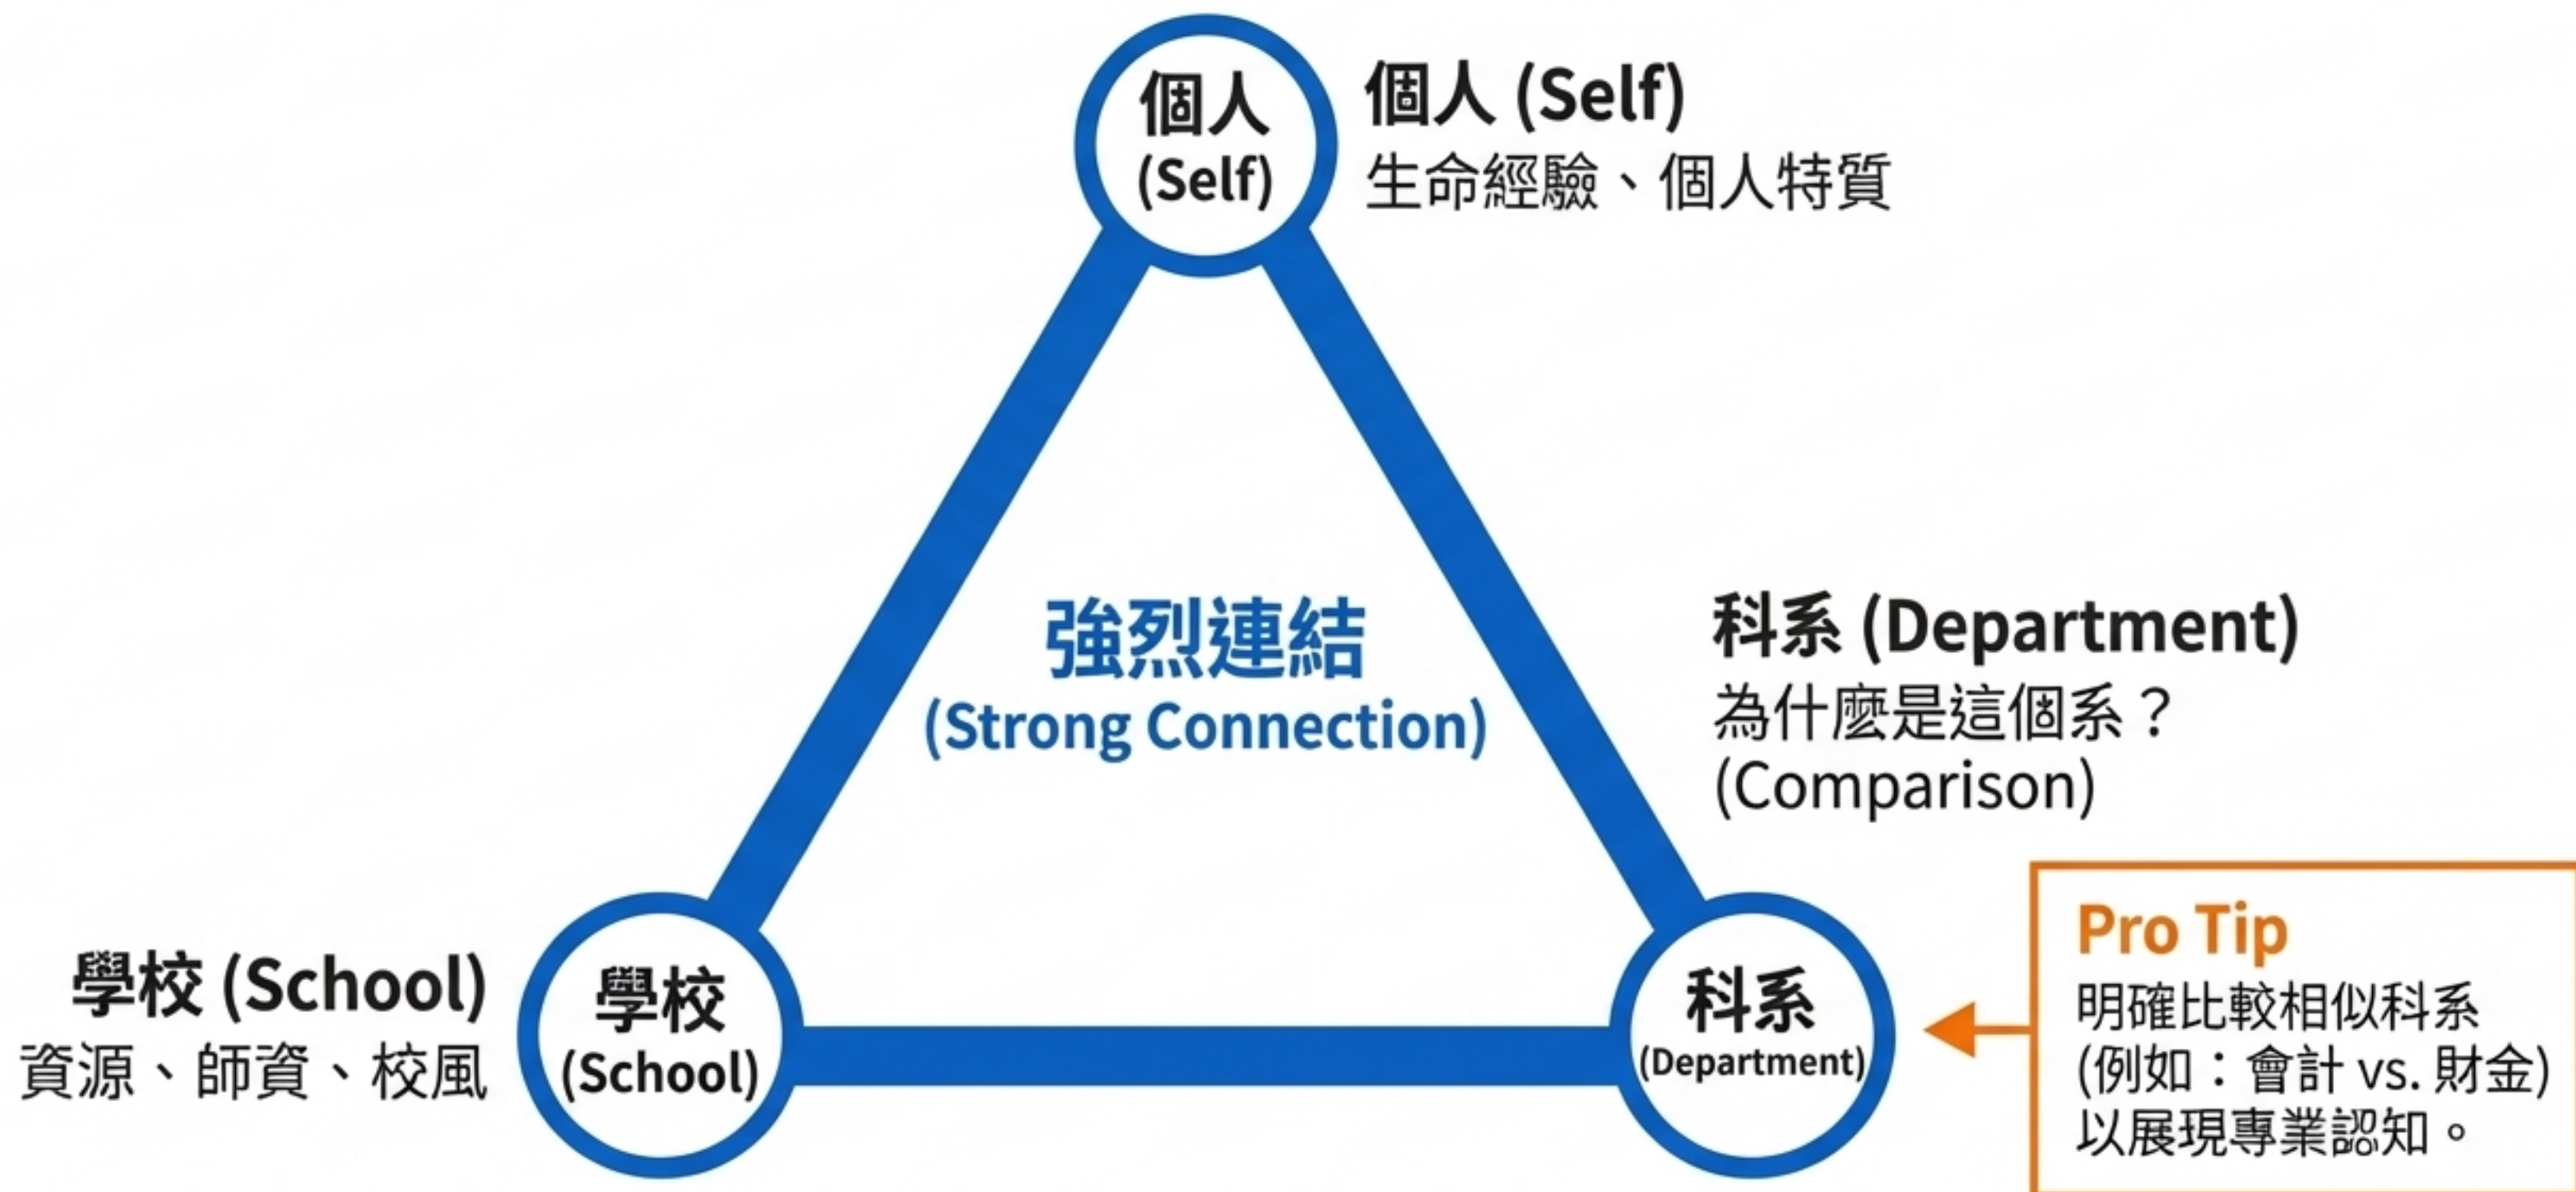 個人
(Self)
個人 (Self)
生命經驗、個人特質
強烈連結
(Strong Connection)
科系 (Department)
為什麼是這個系？
(Comparison)
學校 (School)
資源、師資、校風
學校
(School)
科系
(Department)
Pro Tip
明確比較相似科系
(例如：會計 vs. 財金)
以展現專業認知。